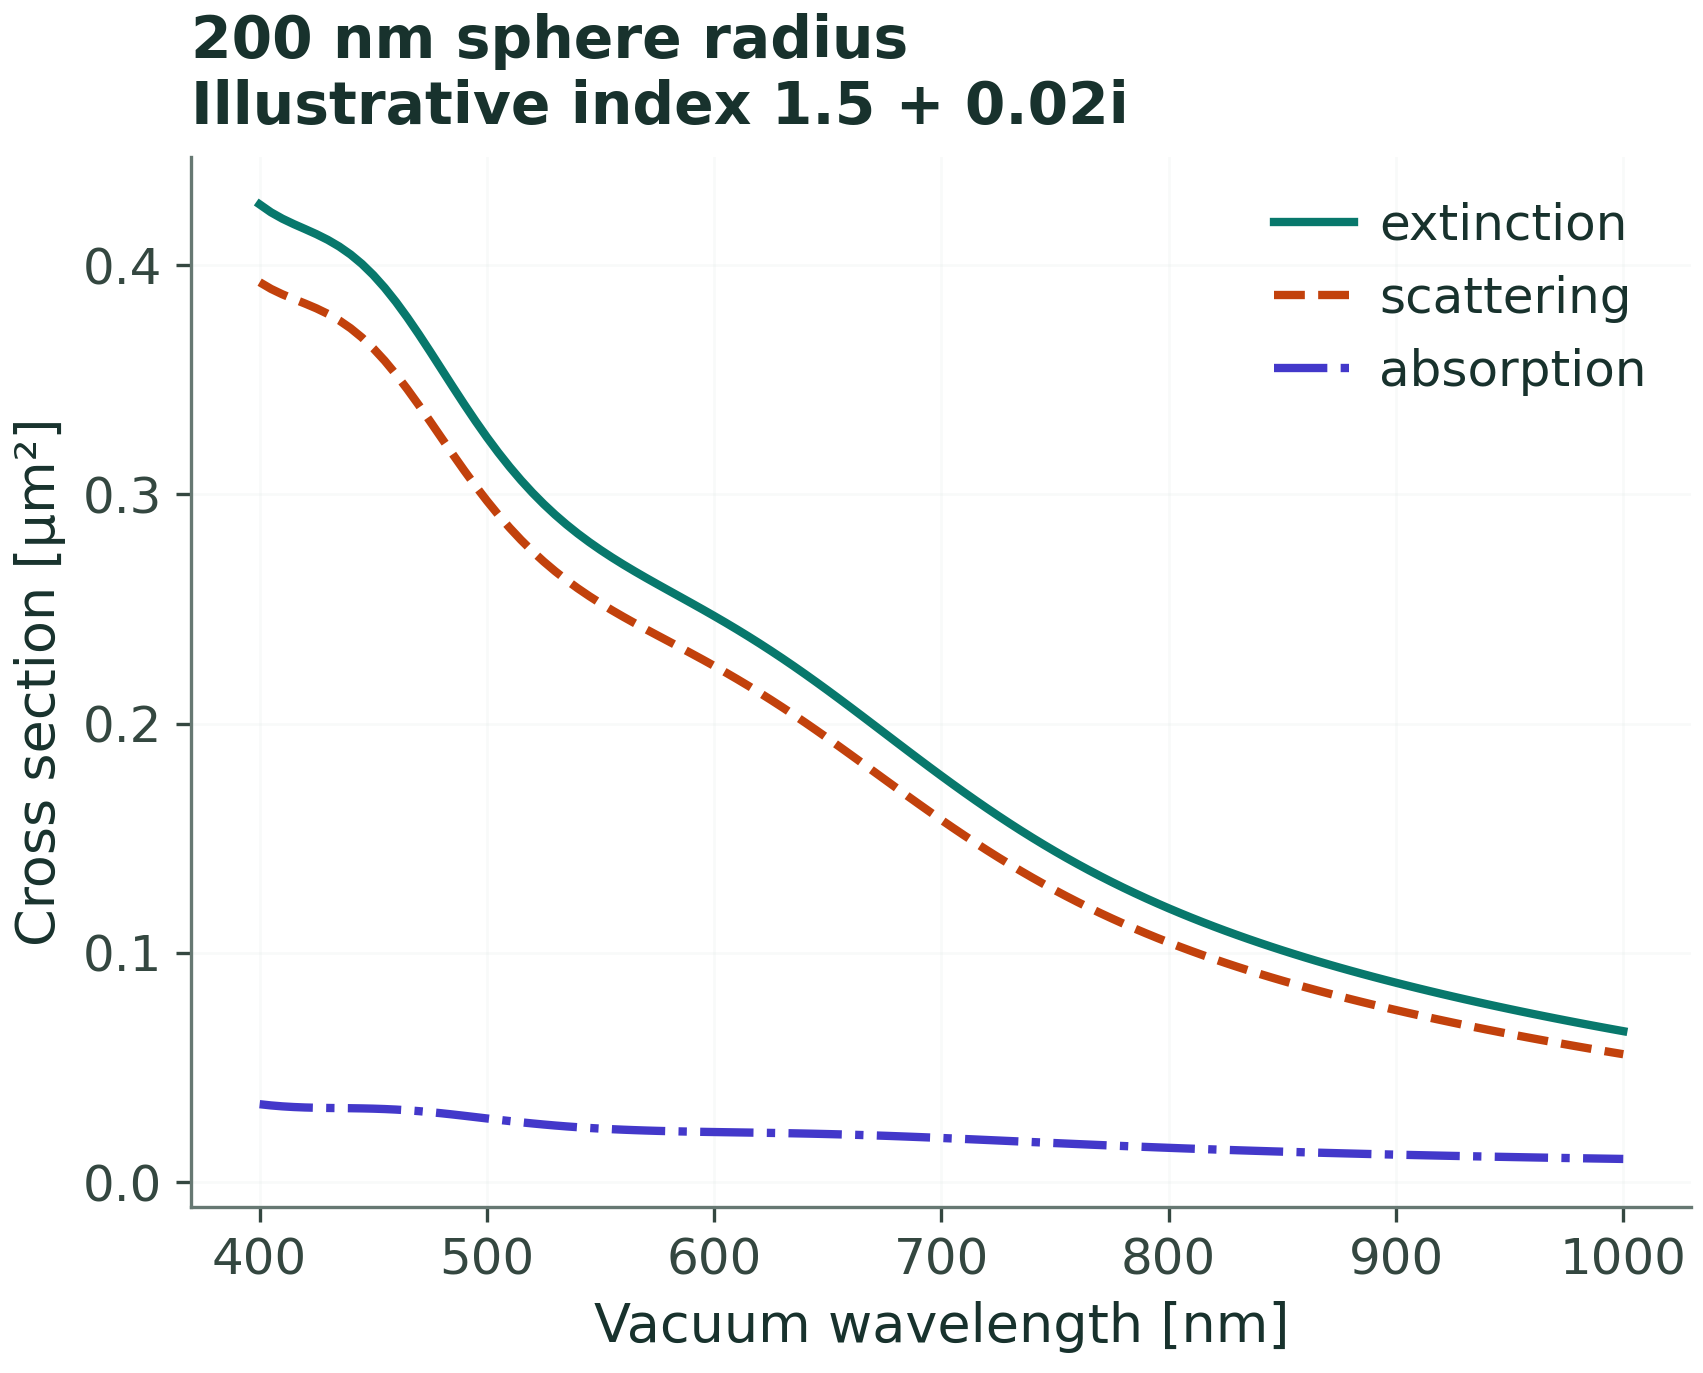 200 nm sphere radius
Illustrative index 1.5 + 0.02i
extinction
scattering
absorption
Cross section [µm²]
0.4
0.3
0.2
0.1
0.0
400 500 600 700 800 900 1000
Vacuum wavelength [nm]